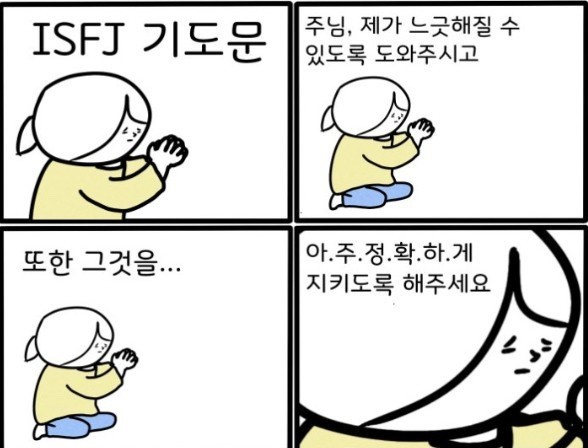 ISFJ 기도문
주님, 제가 느긋해질 수
있도록 도와주시고
또한 그것을...
아.주.정.확.하.게
지키도록 해주세요